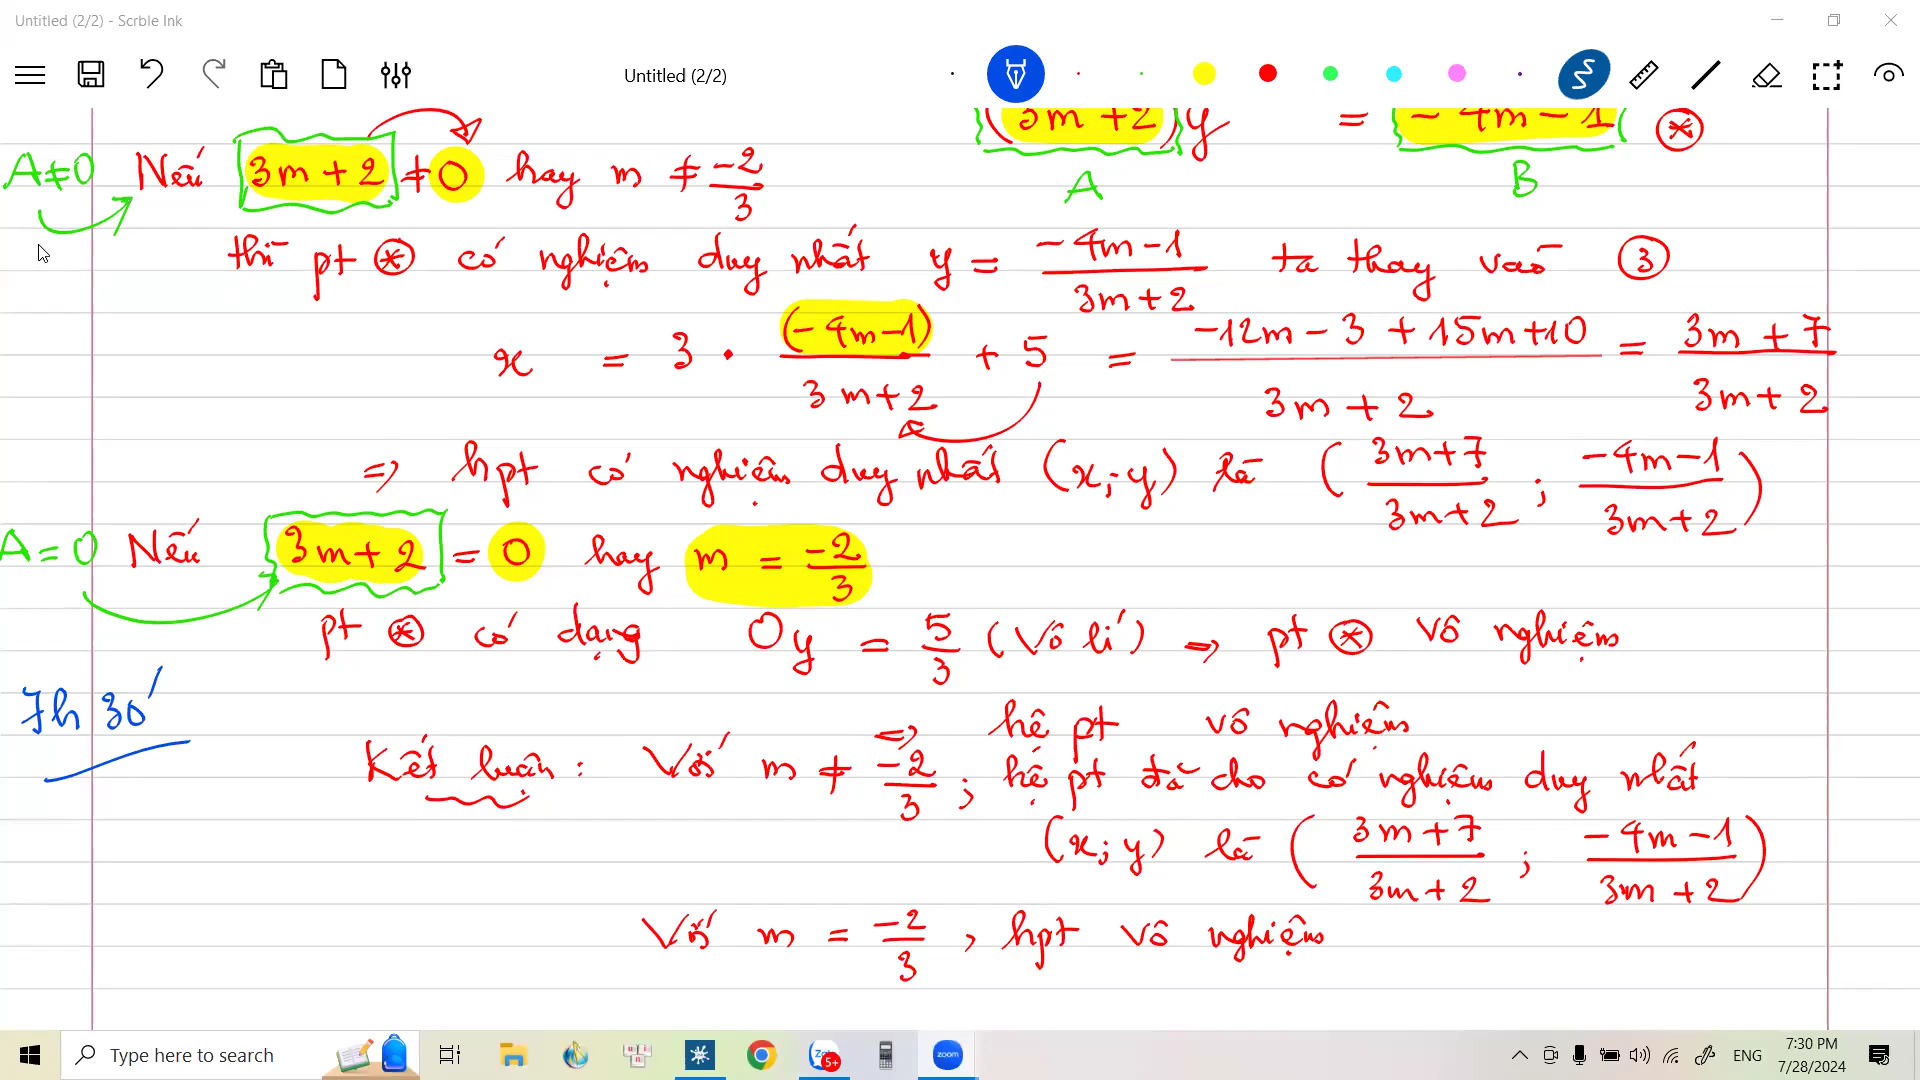 Untitled (2/2) - Scrble Ink
Untitled (2/2)
(3m+2)y = -4m-1 (*)
A B
A≠0 Nếu 3m+2 ≠ 0 hay m ≠ -2/3
thì pt (*) có nghiệm duy nhất y = (-4m-1)/(3m+2) ta thay vào (3)
x = 3 . (-4m-1)/(3m+2) + 5 = (-12m-3+15m+10)/(3m+2) = (3m+7)/(3m+2)
=> hpt có nghiệm duy nhất (x;y) là ((3m+7)/(3m+2) ; (-4m-1)/(3m+2))
A=0 Nếu 3m+2 = 0 hay m = -2/3
pt (*) có dạng 0y = 5/3 (Vô lí) => pt (*) vô nghiệm
7h 30'
=> hệ pt vô nghiệm
Kết luận: Với m ≠ -2/3 ; hệ pt đã cho có nghiệm duy nhất
(x;y) là ((3m+7)/(3m+2) ; (-4m-1)/(3m+2))
Với m = -2/3 , hpt vô nghiệm
Type here to search
5+
zoom
ENG
7:30 PM
7/28/2024